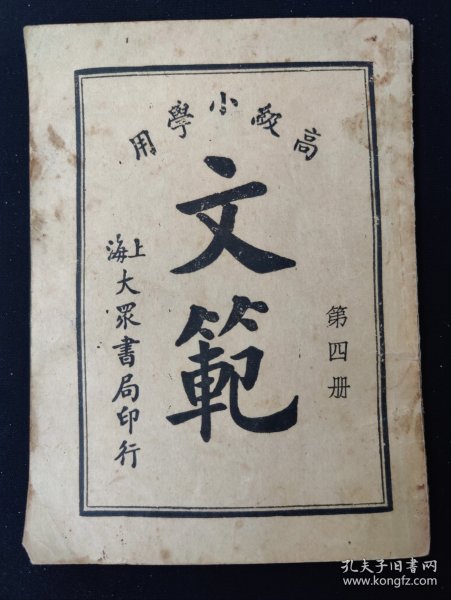 高級小學用
第四册
文範
上海大眾書局印行
孔夫子旧书网
www.kongfz.com